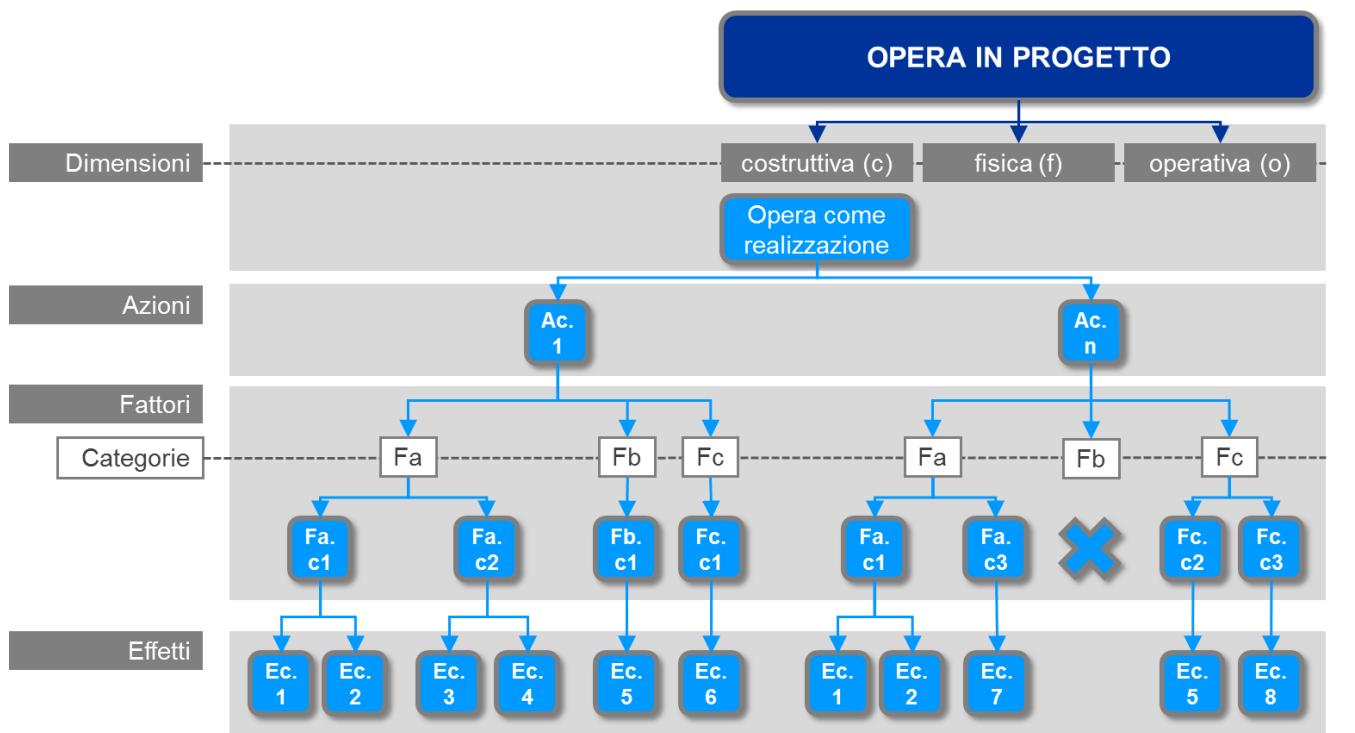 OPERA IN PROGETTO
Dimensioni
costruttiva (c)
fisica (f)
operativa (o)
Opera come
realizzazione
Azioni
Ac.
1
Ac.
n
Fattori
Categorie
Fa
Fb
Fc
Fa
Fb
Fc
Fa.
c1
Fa.
c2
Fb.
c1
Fc.
c1
Fa.
c1
Fa.
c3
Fc.
c2
Fc.
c3
Effetti
Ec.
1
Ec.
2
Ec.
3
Ec.
4
Ec.
5
Ec.
6
Ec.
1
Ec.
2
Ec.
7
Ec.
5
Ec.
8